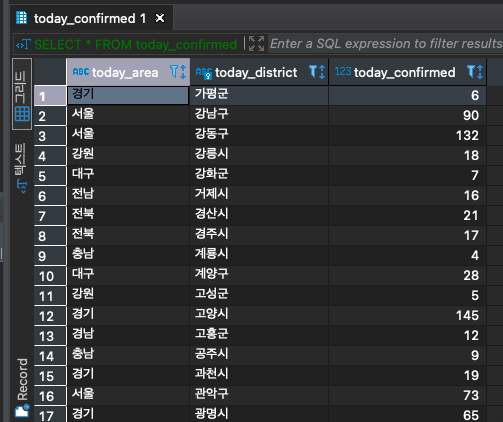 today_confirmed 1
SELECT * FROM today_confirmed Enter a SQL expression to filter results
그리드
텍스트
Record
ABC today_area ABC today_district 123 today_confirmed
1 경기 가평군 6
2 서울 강남구 90
3 서울 강동구 132
4 강원 강릉시 18
5 대구 강화군 7
6 전남 거제시 16
7 전북 경산시 21
8 전북 경주시 17
9 충남 계룡시 4
10 대구 계양구 28
11 강원 고성군 5
12 경기 고양시 145
13 경남 고흥군 12
14 충남 공주시 9
15 경기 과천시 19
16 서울 관악구 73
17 경기 광명시 65